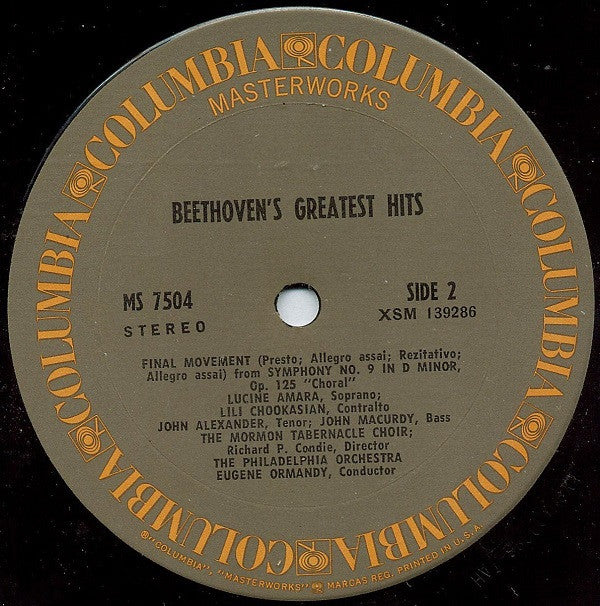 COLUMBIA COLUMBIA COLUMBIA COLUMBIA COLUMBIA COLUMBIA
MASTERWORKS
BEETHOVEN'S GREATEST HITS
MS 7504
STEREO
SIDE 2
XSM 139286
FINAL MOVEMENT (Presto; Allegro assai; Rezitativo;
Allegro assai) from SYMPHONY NO. 9 IN D MINOR,
Op. 125 "Choral"
LUCINE AMARA, Soprano;
LILI CHOOKASIAN, Contralto
JOHN ALEXANDER, Tenor; JOHN MACURDY, Bass
THE MORMON TABERNACLE CHOIR;
Richard P. Condie, Director
THE PHILADELPHIA ORCHESTRA
EUGENE ORMANDY, Conductor
®"COLUMBIA", "MASTERWORKS" MARCAS REG. PRINTED IN U.S.A.